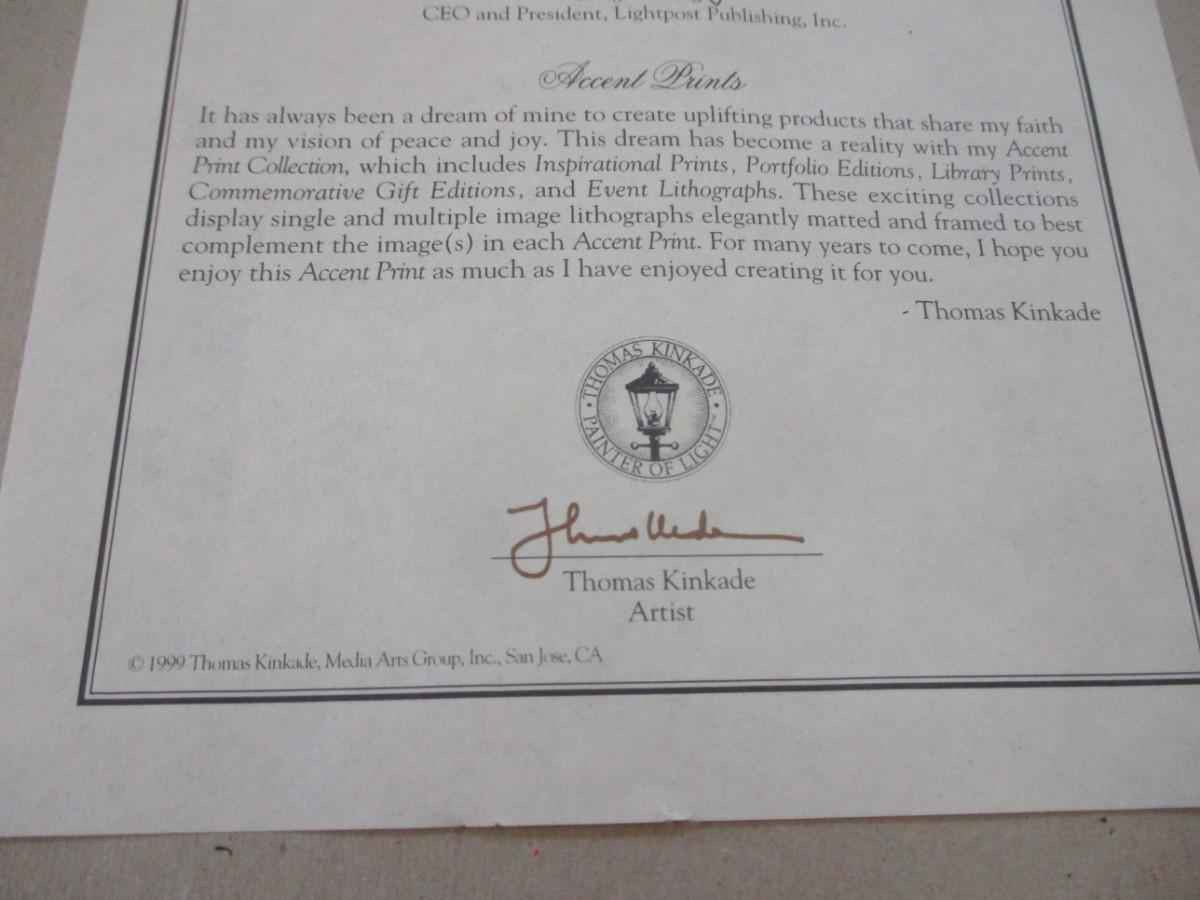 CEO and President, Lightpost Publishing, Inc.
Accent Prints
It has always been a dream of mine to create uplifting products that share my faith
and my vision of peace and joy. This dream has become a reality with my Accent
Print Collection, which includes Inspirational Prints, Portfolio Editions, Library Prints,
Commemorative Gift Editions, and Event Lithographs. These exciting collections
display single and multiple image lithographs elegantly matted and framed to best
complement the image(s) in each Accent Print. For many years to come, I hope you
enjoy this Accent Print as much as I have enjoyed creating it for you.
- Thomas Kinkade
• THOMAS KINKADE •
PAINTER OF LIGHT™
Thomas Kinkade
Artist
© 1999 Thomas Kinkade, Media Arts Group, Inc., San Jose, CA